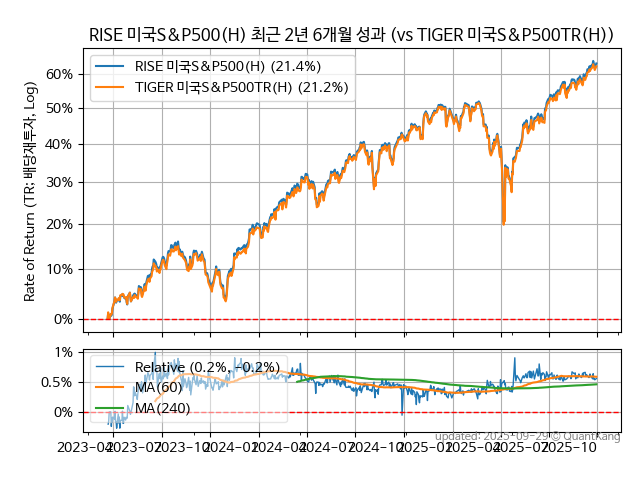 RISE 미국S&P500(H) 최근 2년 6개월 성과 (vs TIGER 미국S&P500TR(H))
Rate of Return (TR: 배당재투자, Log)
60%
50%
40%
30%
20%
10%
0%
RISE 미국S&P500(H) (21.4%)
TIGER 미국S&P500TR(H) (21.2%)
1%
0.5%
0%
Relative (0.2%, -0.2%)
MA(60)
MA(240)
2023-04 2023-07 2023-10 2024-01 2024-04 2024-07 2024-10 2025-01 2025-04 2025-07 2025-10
updated: 2025-09-29 © QuantKang